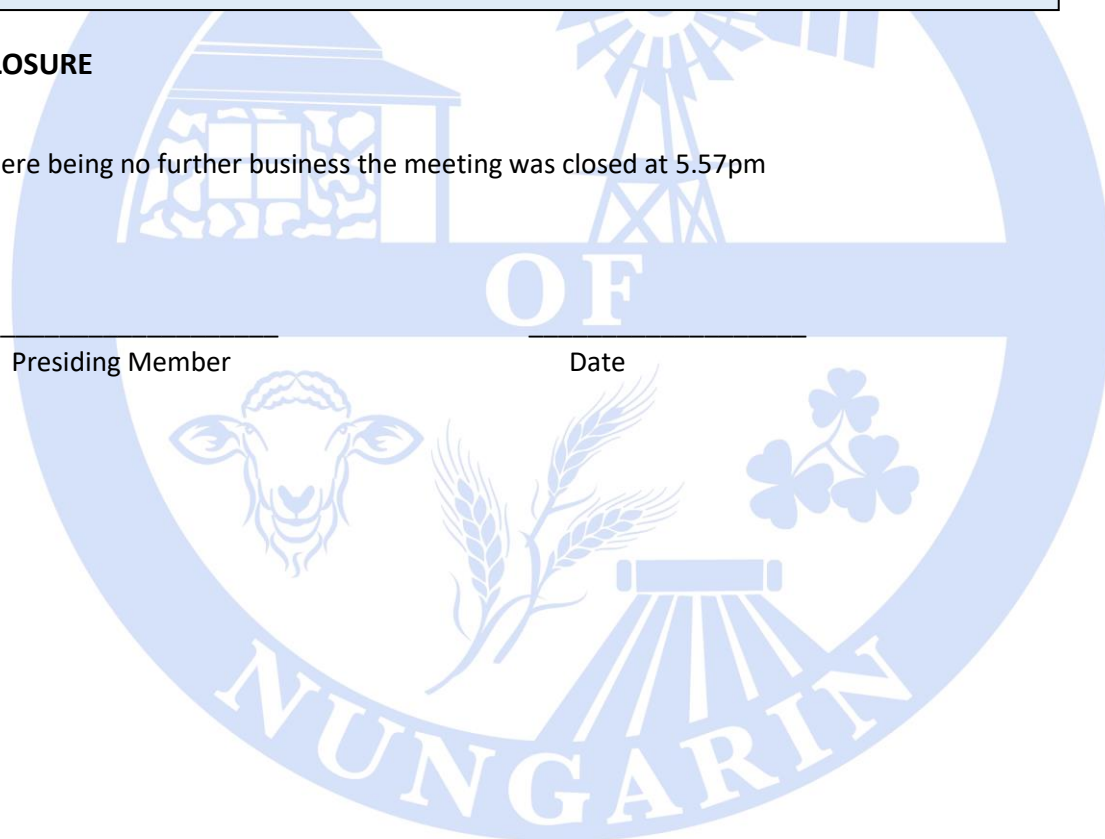 LOSURE
ere being no further business the meeting was closed at 5.57pm
OF
Presiding Member Date
NUNGARIN